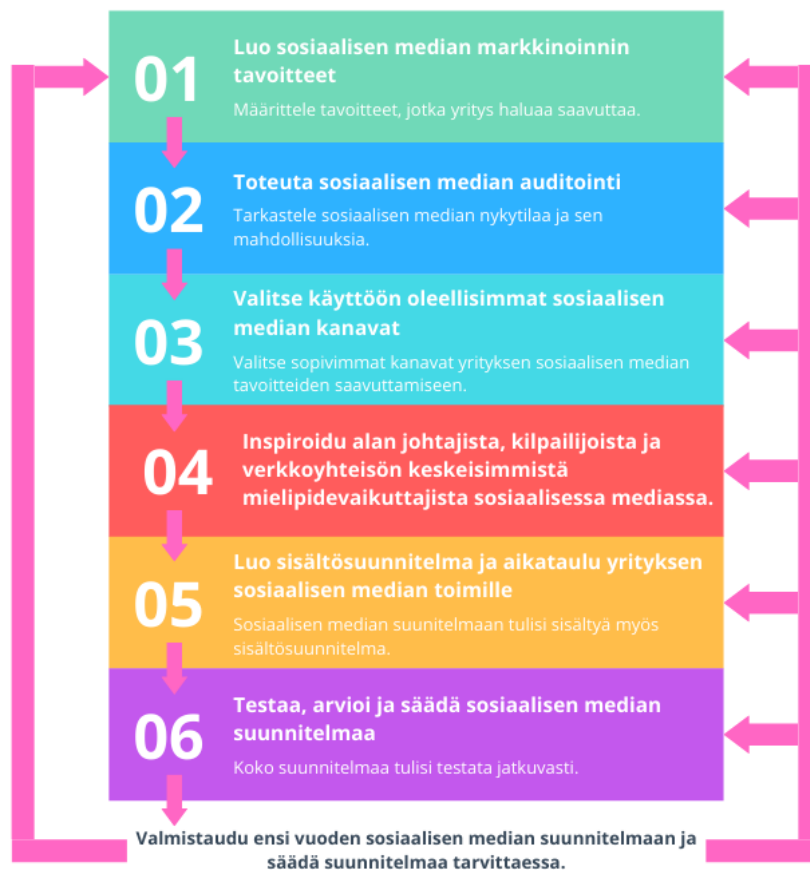 01
Luo sosiaalisen median markkinoinnin
tavoitteet
Määrittele tavoitteet, jotka yritys haluaa saavuttaa.
02
Toteuta sosiaalisen median auditointi
Tarkastele sosiaalisen median nykytilaa ja sen
mahdollisuuksia.
03
Valitse käyttöön oleellisimmat sosiaalisen
median kanavat
Valitse sopivimmat kanavat yrityksen sosiaalisen median
tavoitteiden saavuttamiseen.
04
Inspiroidu alan johtajista, kilpailijoista ja
verkkoyhteisön keskeisimmistä
mielipidevaikuttajista sosiaalisessa mediassa.
05
Luo sisältösuunnitelma ja aikataulu yrityksen
sosiaalisen median toimille
Sosiaalisen median suunitelmaan tulisi sisältyä myös
sisältösuunnitelma.
06
Testaa, arvioi ja säädä sosiaalisen median
suunnitelmaa
Koko suunnitelmaa tulisi testata jatkuvasti.
Valmistaudu ensi vuoden sosiaalisen median suunnitelmaan ja
säädä suunnitelmaa tarvittaessa.